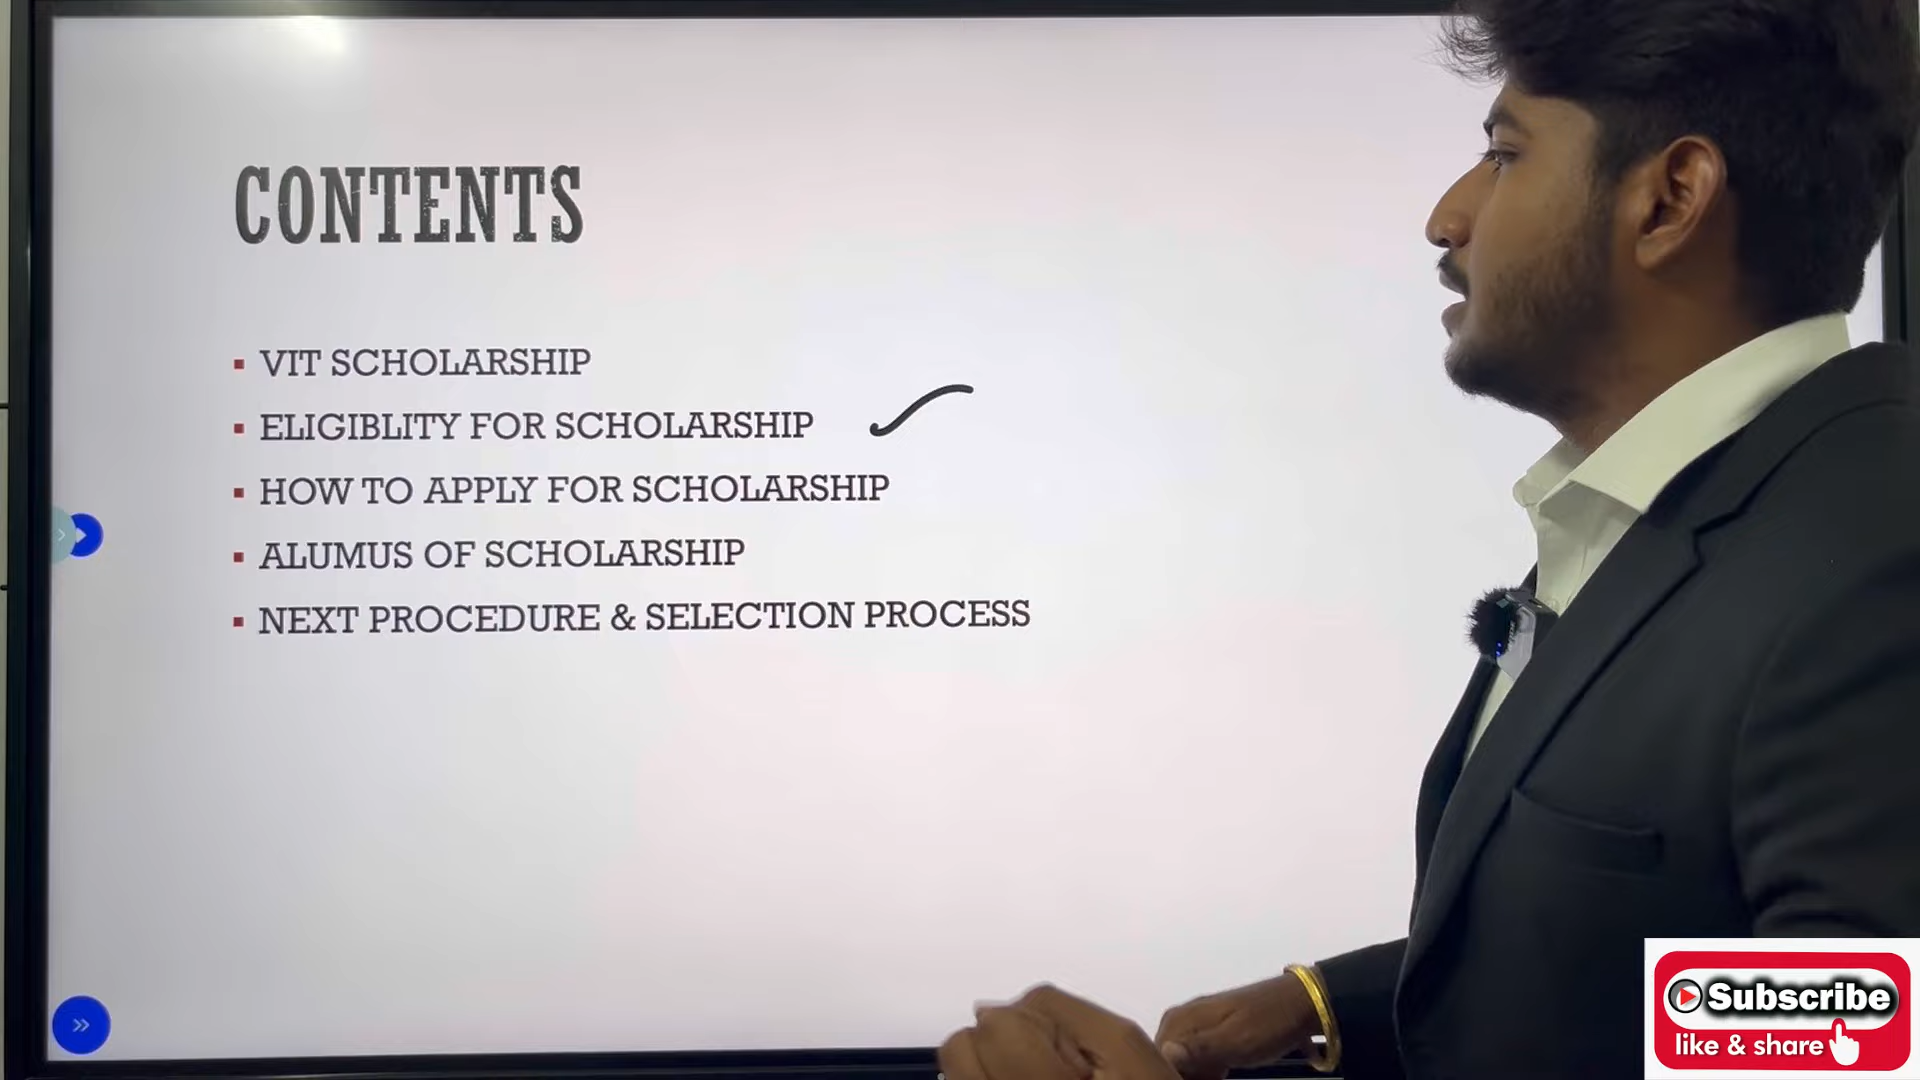 CONTENTS
VIT SCHOLARSHIP
ELIGIBLITY FOR SCHOLARSHIP
HOW TO APPLY FOR SCHOLARSHIP
ALUMUS OF SCHOLARSHIP
NEXT PROCEDURE & SELECTION PROCESS
Subscribe
like & share